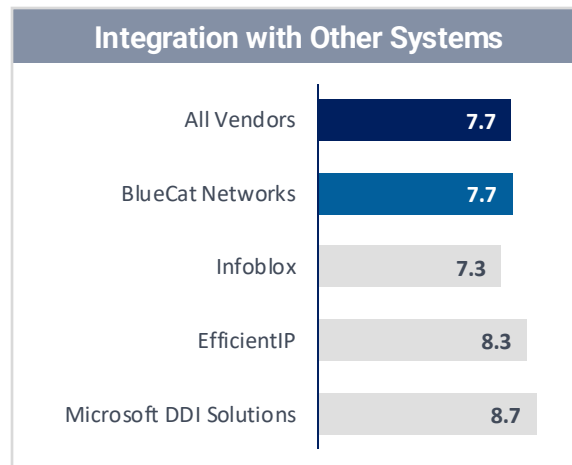 Integration with Other Systems
All Vendors 7.7
BlueCat Networks 7.7
Infoblox 7.3
EfficientIP 8.3
Microsoft DDI Solutions 8.7